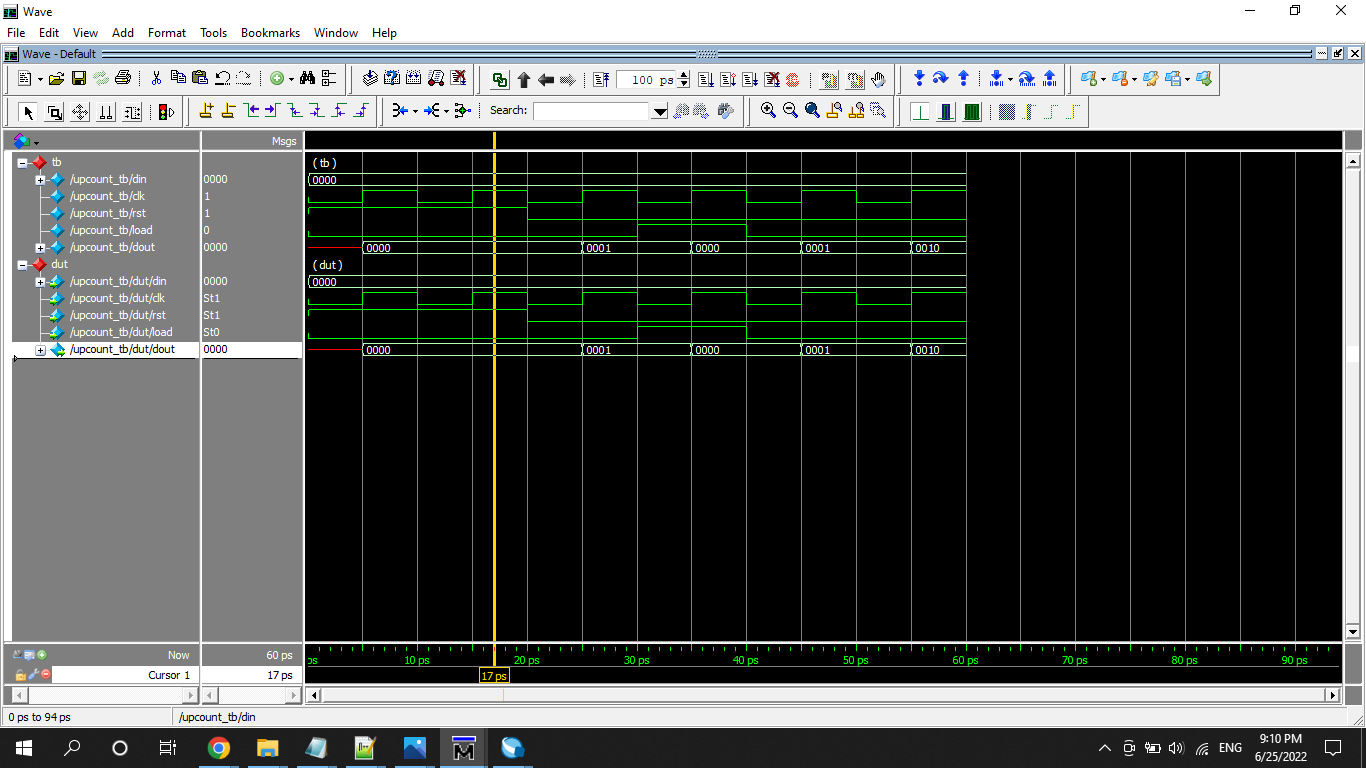 Wave
File Edit View Add Format Tools Bookmarks Window Help
Wave - Default
100 ps
Search:
Msgs
tb
(tb)
/upcount_tb/din 0000 0000
/upcount_tb/clk 1
/upcount_tb/rst 1
/upcount_tb/load 0
/upcount_tb/dout 0000 0000 0001 0000 0001 0010
dut
(dut)
/upcount_tb/dut/din 0000 0000
/upcount_tb/dut/clk St1
/upcount_tb/dut/rst St1
/upcount_tb/dut/load St0
/upcount_tb/dut/dout 0000 0000 0001 0000 0001 0010
Now 60 ps
ps 10 ps 20 ps 30 ps 40 ps 50 ps 60 ps 70 ps 80 ps 90 ps
Cursor 1 17 ps 17 ps
0 ps to 94 ps /upcount_tb/din
ENG
9:10 PM
6/25/2022